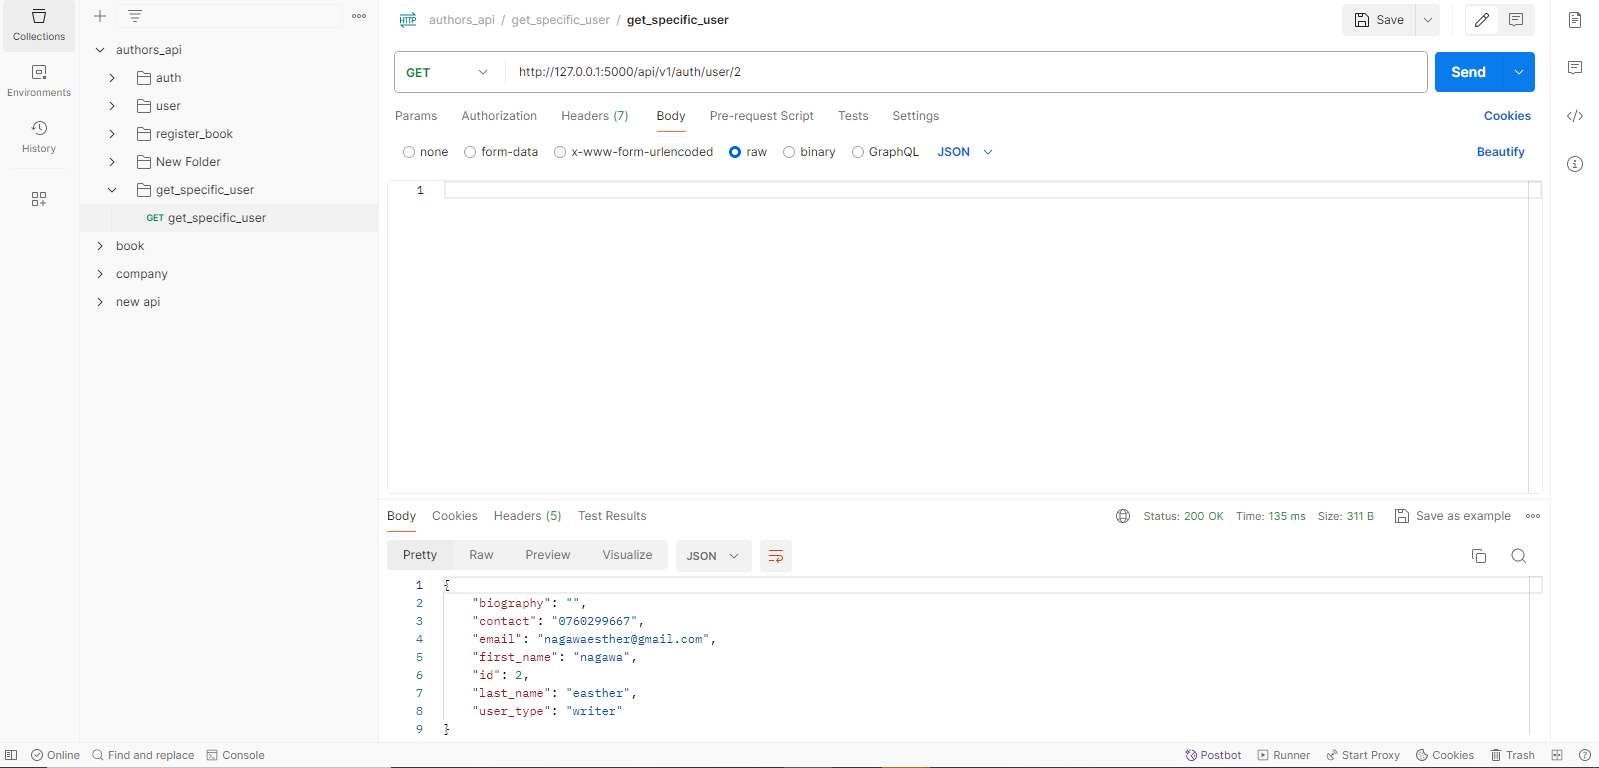 Collections
Environments
History
authors_api
auth
user
register_book
New Folder
get_specific_user
GET get_specific_user
book
company
new api
HTTP authors_api / get_specific_user / get_specific_user
Save
GET http://127.0.0.1:5000/api/v1/auth/user/2
Send
Params Authorization Headers (7) Body Pre-request Script Tests Settings Cookies
none form-data x-www-form-urlencoded raw binary GraphQL JSON Beautify
1
Body Cookies Headers (5) Test Results Status: 200 OK Time: 135 ms Size: 311 B Save as example
Pretty Raw Preview Visualize JSON
1 {
2 "biography": "",
3 "contact": "0760299667",
4 "email": "nagawaesther@gmail.com",
5 "first_name": "nagawa",
6 "id": 2,
7 "last_name": "easther",
8 "user_type": "writer"
9 }
Online Find and replace Console Postbot Runner Start Proxy Cookies Trash